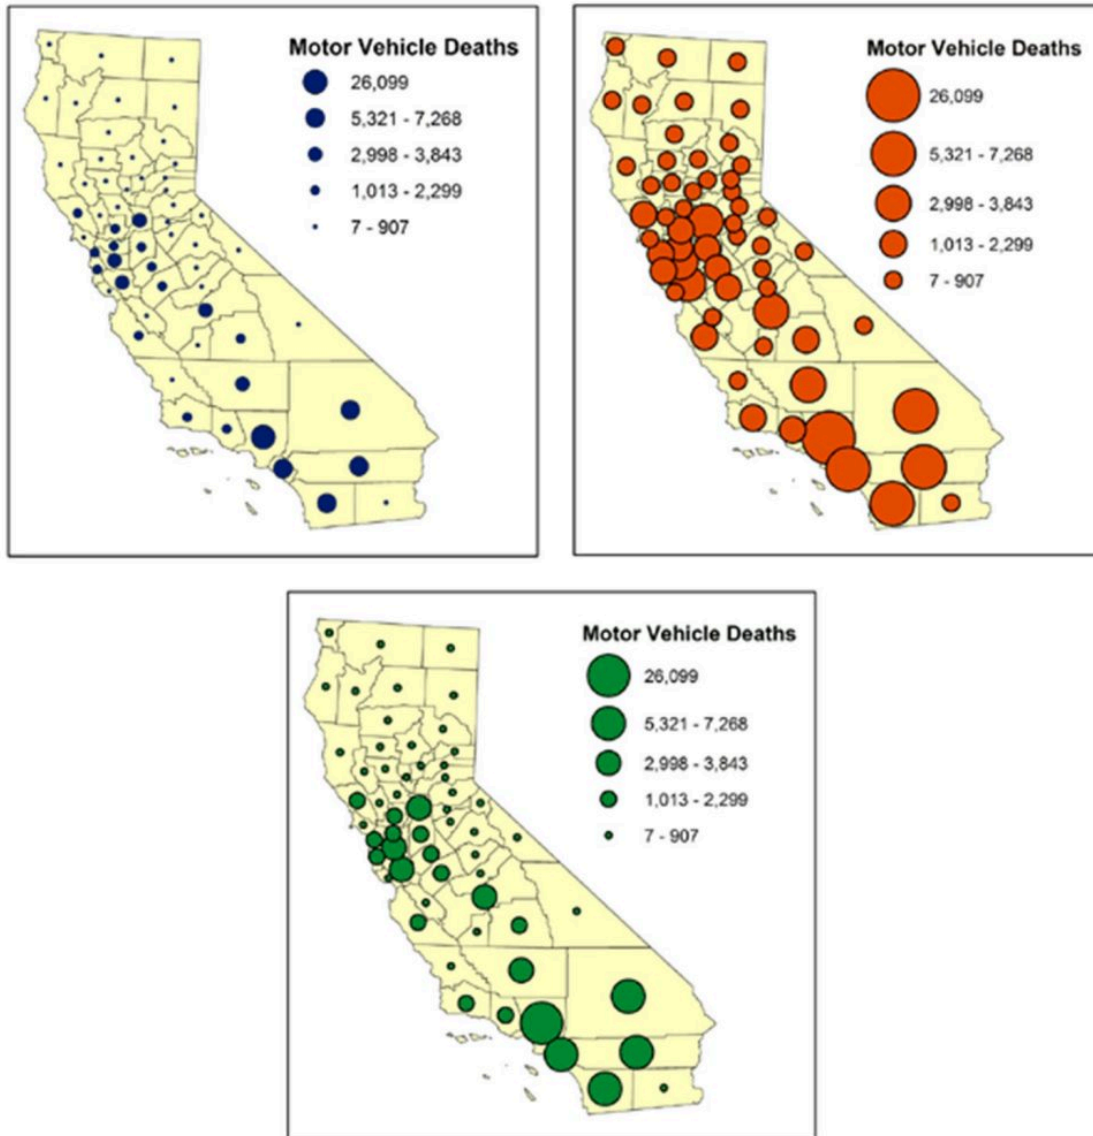 Motor Vehicle Deaths
26,099
5,321 - 7,268
2,998 - 3,843
1,013 - 2,299
7 - 907
Motor Vehicle Deaths
26,099
5,321 - 7,268
2,998 - 3,843
1,013 - 2,299
7 - 907
Motor Vehicle Deaths
26,099
5,321 - 7,268
2,998 - 3,843
1,013 - 2,299
7 - 907